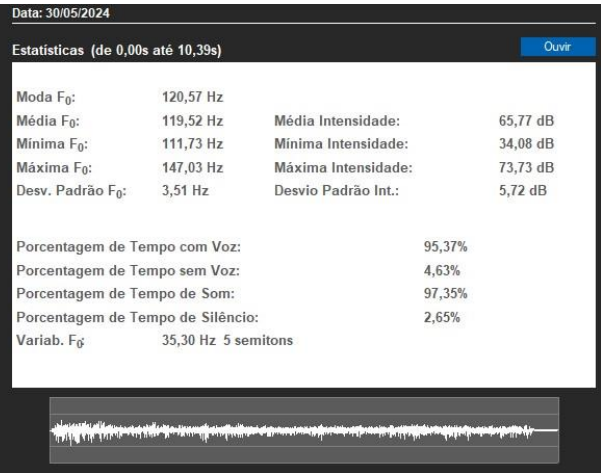 Data: 30/05/2024
Estatísticas (de 0,00s até 10,39s) Ouvir
Moda F₀: 120,57 Hz
Média F₀: 119,52 Hz Média Intensidade: 65,77 dB
Mínima F₀: 111,73 Hz Mínima Intensidade: 34,08 dB
Máxima F₀: 147,03 Hz Máxima Intensidade: 73,73 dB
Desv. Padrão F₀: 3,51 Hz Desvio Padrão Int.: 5,72 dB
Porcentagem de Tempo com Voz: 95,37%
Porcentagem de Tempo sem Voz: 4,63%
Porcentagem de Tempo de Som: 97,35%
Porcentagem de Tempo de Silêncio: 2,65%
Variab. F₀: 35,30 Hz 5 semitons